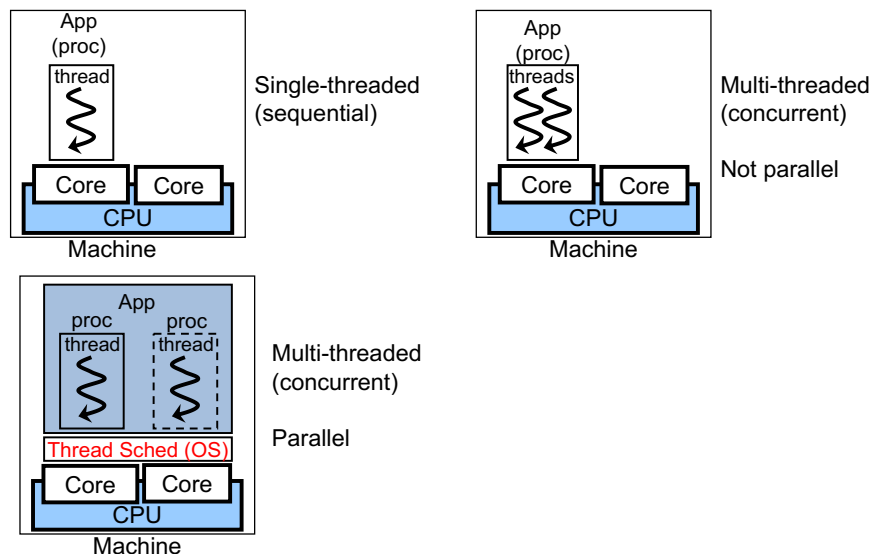 App
(proc)
thread
Core
Core
CPU
Machine
Single-threaded
(sequential)
App
(proc)
threads
Core
Core
CPU
Machine
Multi-threaded
(concurrent)
Not parallel
App
proc
proc
thread
thread
Thread Sched (OS)
Core
Core
CPU
Machine
Multi-threaded
(concurrent)
Parallel